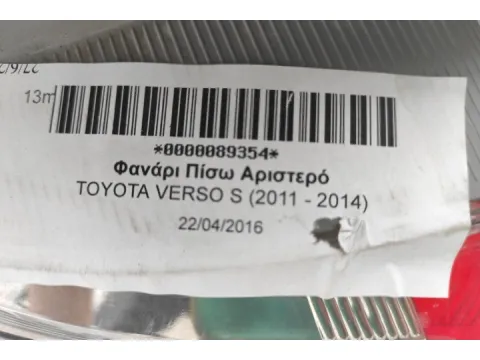 13m
*0000089354*
Φανάρι Πίσω Αριστερό
TOYOTA VERSO S (2011 - 2014)
22/04/2016